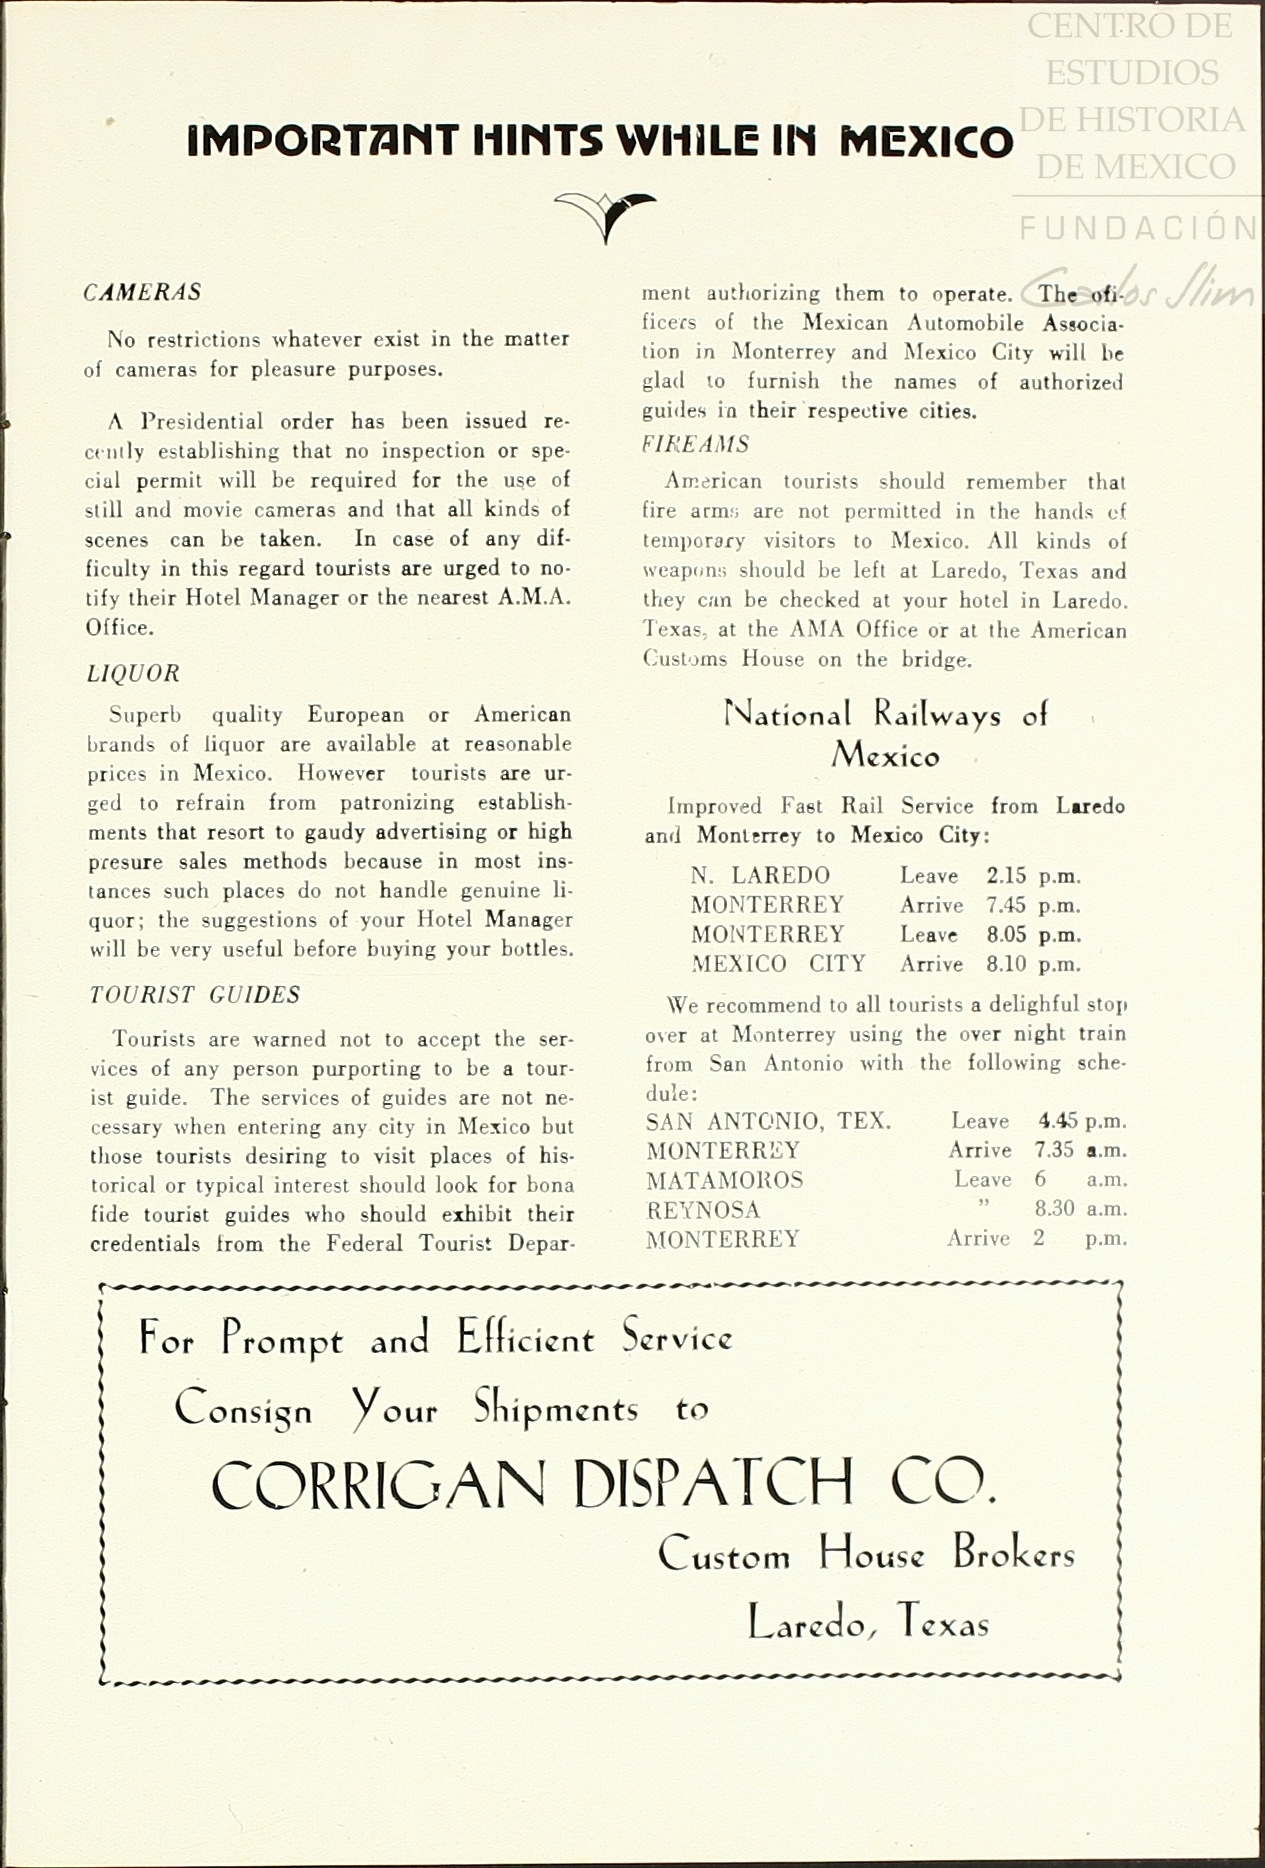 CENTRO DE
ESTUDIOS
DE HISTORIA
DE MEXICO
FUNDACIÓN
Carlos Slim
IMPORTANT HINTS WHILE IN MEXICO
CAMERAS
No restrictions whatever exist in the matter
of cameras for pleasure purposes.
A Presidential order has been issued re-
cently establishing that no inspection or spe-
cial permit will be required for the use of
still and movie cameras and that all kinds of
scenes can be taken. In case of any dif-
ficulty in this regard tourists are urged to no-
tify their Hotel Manager or the nearest A.M.A.
Office.
LIQUOR
Superb quality European or American
brands of liquor are available at reasonable
prices in Mexico. However tourists are ur-
ged to refrain from patronizing establish-
ments that resort to gaudy advertising or high
presure sales methods because in most ins-
tances such places do not handle genuine li-
quor; the suggestions of your Hotel Manager
will be very useful before buying your bottles.
TOURIST GUIDES
Tourists are warned not to accept the ser-
vices of any person purporting to be a tour-
ist guide. The services of guides are not ne-
cessary when entering any city in Mexico but
those tourists desiring to visit places of his-
torical or typical interest should look for bona
fide tourist guides who should exhibit their
credentials from the Federal Tourist Depar-
ment authorizing them to operate. The ofi-
ficers of the Mexican Automobile Associa-
tion in Monterrey and Mexico City will be
glad to furnish the names of authorized
guides in their respective cities.
FIREAMS
American tourists should remember that
fire arms are not permitted in the hands of
temporary visitors to Mexico. All kinds of
weapons should be left at Laredo, Texas and
they can be checked at your hotel in Laredo.
Texas, at the AMA Office or at the American
Customs House on the bridge.
National Railways of
Mexico
Improved Fast Rail Service from Laredo
and Monterrey to Mexico City:
N. LAREDO Leave 2.15 p.m.
MONTERREY Arrive 7.45 p.m.
MONTERREY Leave 8.05 p.m.
MEXICO CITY Arrive 8.10 p.m.
We recommend to all tourists a delighful stop
over at Monterrey using the over night train
from San Antonio with the following sche-
dule:
SAN ANTONIO, TEX. Leave 4.45 p.m.
MONTERREY Arrive 7.35 a.m.
MATAMOROS Leave 6 a.m.
REYNOSA " 8.30 a.m.
MONTERREY Arrive 2 p.m.
For Prompt and Efficient Service
Consign Your Shipments to
CORRIGAN DISPATCH CO.
Custom House Brokers
Laredo, Texas